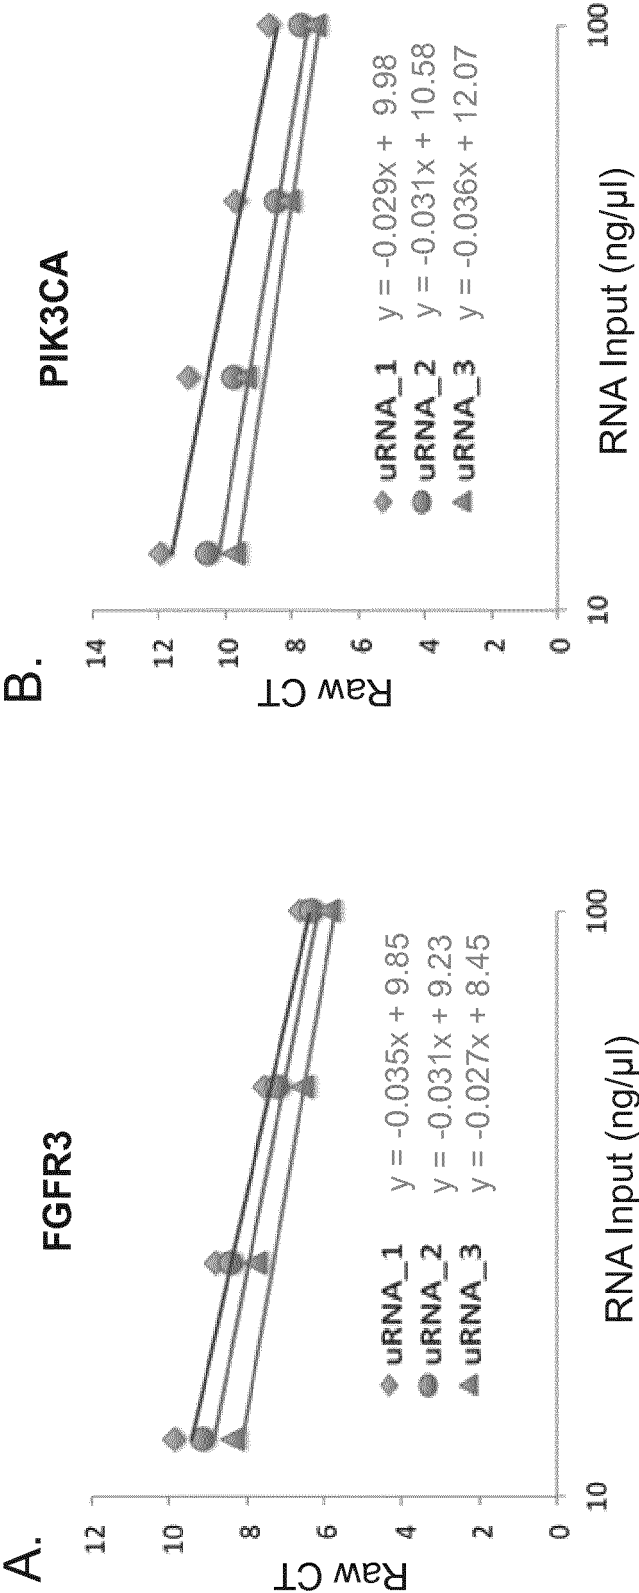 A.
FGFR3
Raw CT
12
10
8
6
4
2
0
10
100
RNA Input (ng/µl)
uRNA_1 y = -0.035x + 9.85
uRNA_2 y = -0.031x + 9.23
uRNA_3 y = -0.027x + 8.45
B.
PIK3CA
Raw CT
14
12
10
8
6
4
2
0
10
100
RNA Input (ng/µl)
uRNA_1 y = -0.029x + 9.98
uRNA_2 y = -0.031x + 10.58
uRNA_3 y = -0.036x + 12.07